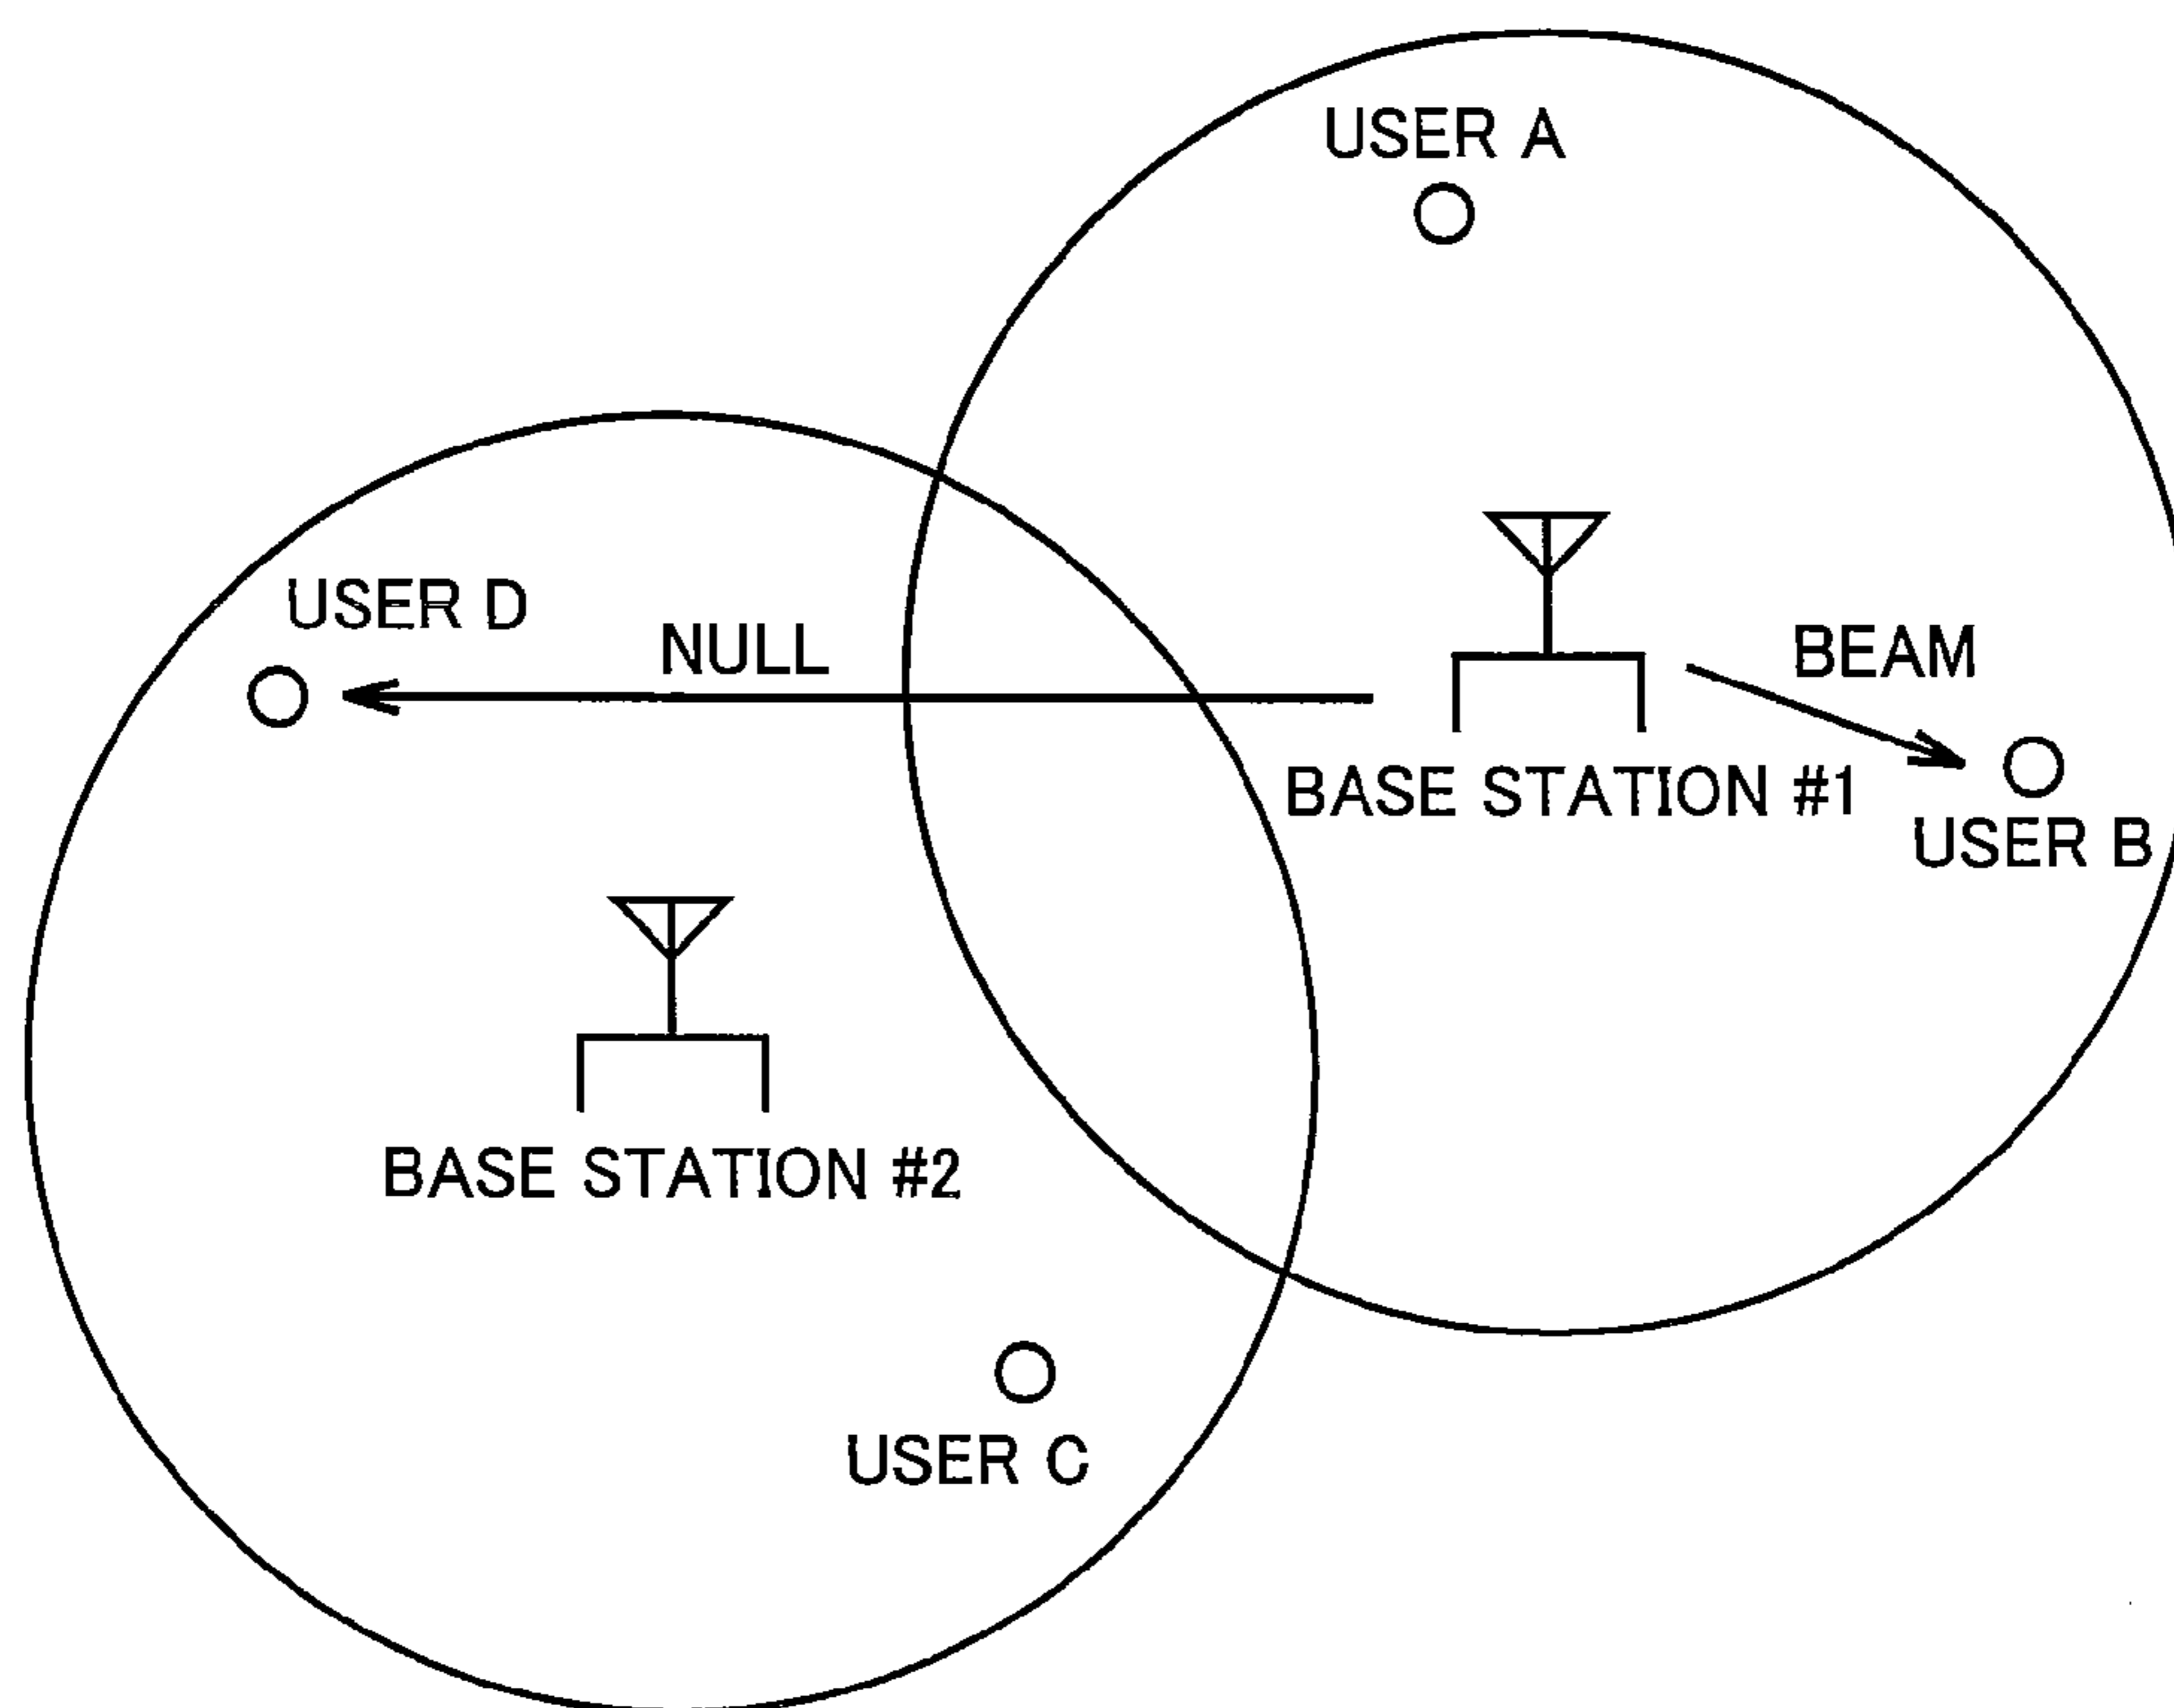 USER A
USER D
NULL
BEAM
BASE STATION #1
USER B
BASE STATION #2
USER C